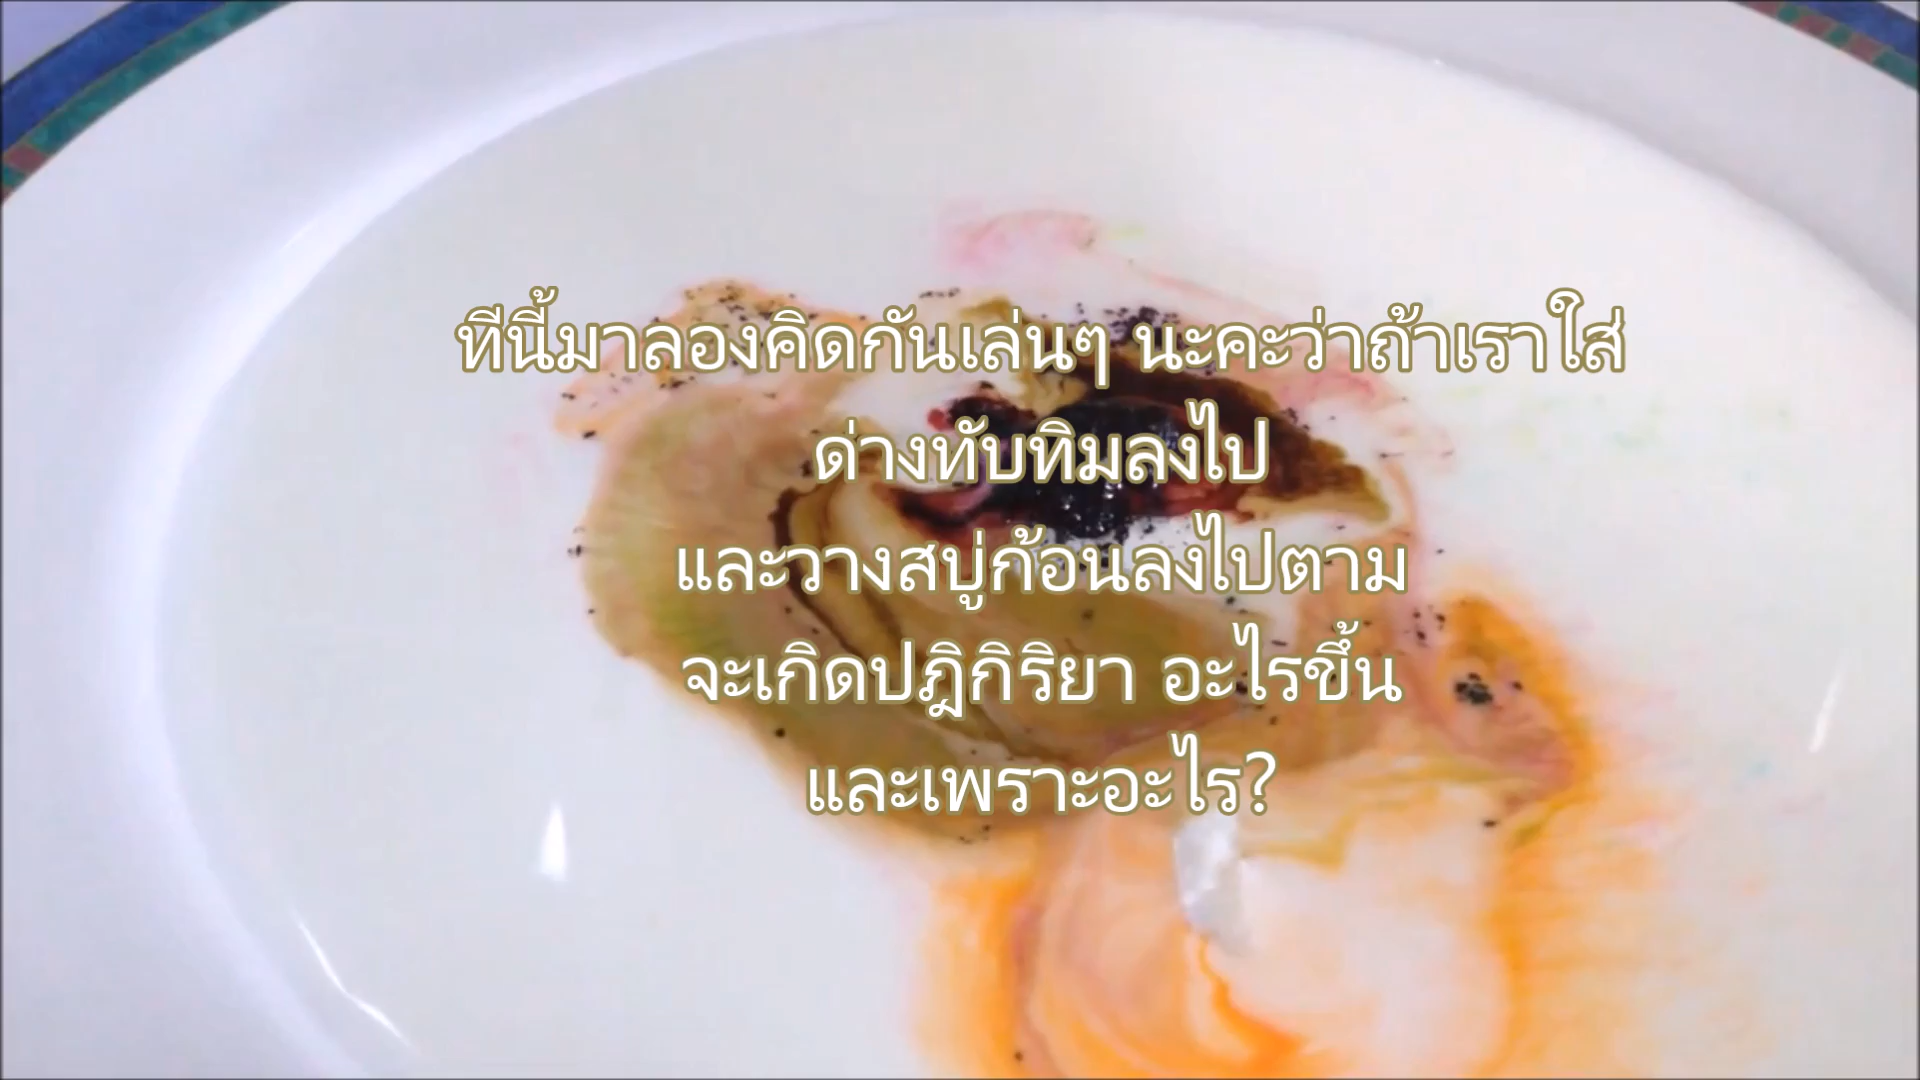 ทีนี้มาลองคิดกันเล่นๆ นะคะว่าถ้าเราใส่
ด่างทับทิมลงไป
และวางสบู่ก้อนลงไปตาม
จะเกิดปฎิกิริยา อะไรขึ้น
และเพราะอะไร?